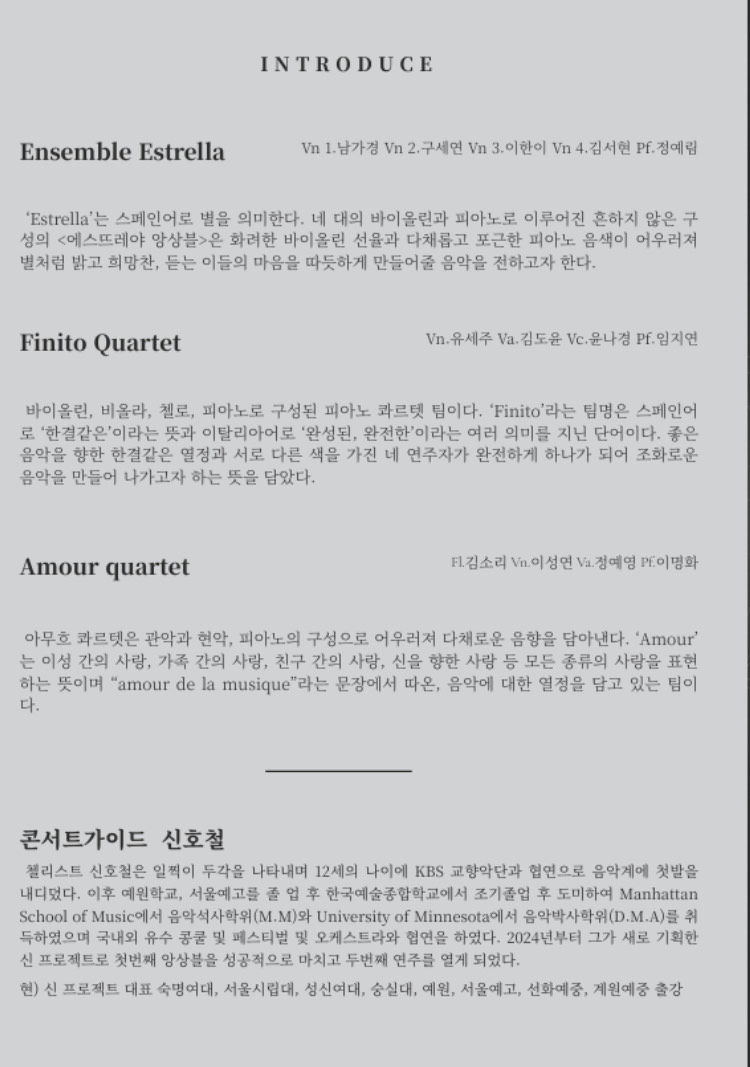 INTRODUCE
Ensemble Estrella
Vn 1.남가경 Vn 2.구세연 Vn 3.이한이 Vn 4.김서현 Pf.정예림
‘Estrella’는 스페인어로 별을 의미한다. 네 대의 바이올린과 피아노로 이루어진 흔하지 않은 구
성의 <에스뜨레야 앙상블>은 화려한 바이올린 선율과 다채롭고 포근한 피아노 음색이 어우러져
별처럼 밝고 희망찬, 듣는 이들의 마음을 따듯하게 만들어줄 음악을 전하고자 한다.
Finito Quartet
Vn.유세주 Va.김도윤 Vc.윤나경 Pf.임지연
바이올린, 비올라, 첼로, 피아노로 구성된 피아노 콰르텟 팀이다. ‘Finito’라는 팀명은 스페인어
로 ‘한결같은’이라는 뜻과 이탈리아어로 ‘완성된, 완전한’이라는 여러 의미를 지닌 단어이다. 좋은
음악을 향한 한결같은 열정과 서로 다른 색을 가진 네 연주자가 완전하게 하나가 되어 조화로운
음악을 만들어 나가고자 하는 뜻을 담았다.
Amour quartet
Fl.김소리 Vn.이성연 Va.정예영 Pf.이명화
아무흐 콰르텟은 관악과 현악, 피아노의 구성으로 어우러져 다채로운 음향을 담아낸다. ‘Amour’
는 이성 간의 사랑, 가족 간의 사랑, 친구 간의 사랑, 신을 향한 사랑 등 모든 종류의 사랑을 표현
하는 뜻이며 “amour de la musique”라는 문장에서 따온, 음악에 대한 열정을 담고 있는 팀이
다.
콘서트가이드 신호철
첼리스트 신호철은 일찍이 두각을 나타내며 12세의 나이에 KBS 교향악단과 협연으로 음악계에 첫발을
내디뎠다. 이후 예원학교, 서울예고를 졸 업 후 한국예술종합학교에서 조기졸업 후 도미하여 Manhattan
School of Music에서 음악석사학위(M.M)와 University of Minnesota에서 음악박사학위(D.M.A)를 취
득하였으며 국내외 유수 콩쿨 및 페스티벌 및 오케스트라와 협연을 하였다. 2024년부터 그가 새로 기획한
신 프로젝트로 첫번째 앙상블을 성공적으로 마치고 두번째 연주를 열게 되었다.
현) 신 프로젝트 대표 숙명여대, 서울시립대, 성신여대, 숭실대, 예원, 서울예고, 선화예중, 계원예중 출강